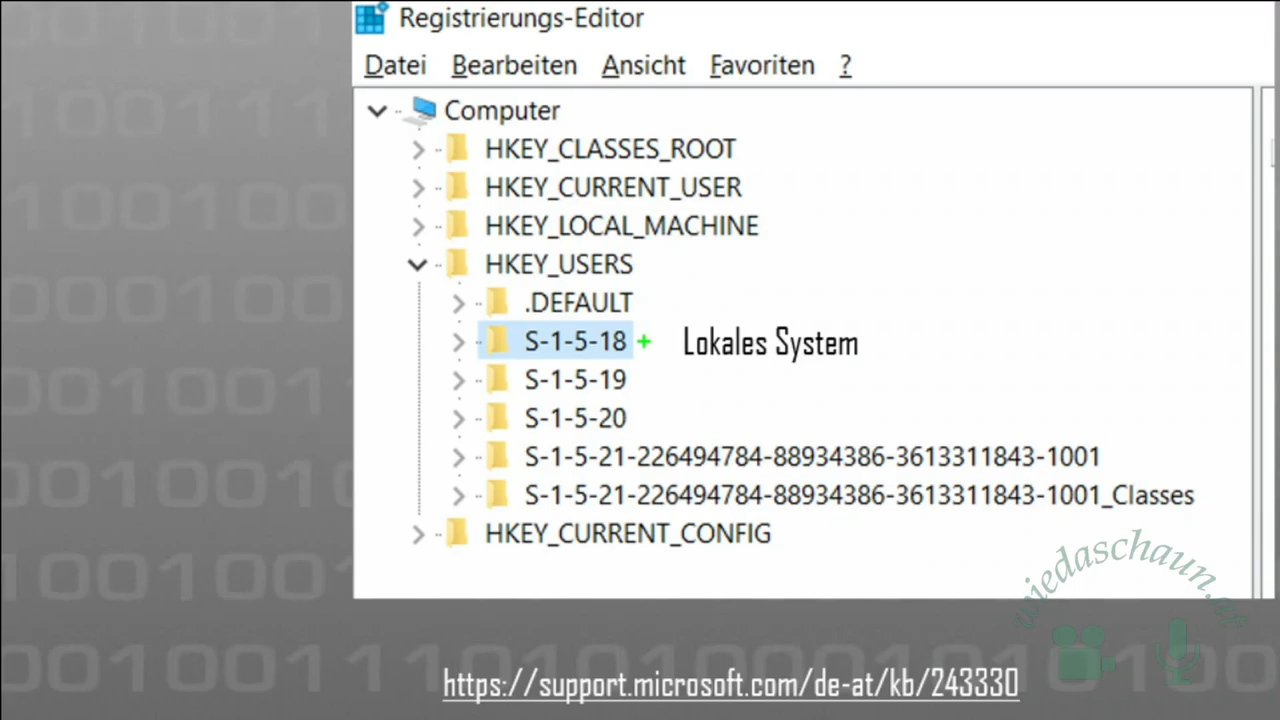 Registrierungs-Editor
Datei Bearbeiten Ansicht Favoriten ?
Computer
HKEY_CLASSES_ROOT
HKEY_CURRENT_USER
HKEY_LOCAL_MACHINE
HKEY_USERS
.DEFAULT
S-1-5-18 + Lokales System
S-1-5-19
S-1-5-20
S-1-5-21-226494784-88934386-3613311843-1001
S-1-5-21-226494784-88934386-3613311843-1001_Classes
HKEY_CURRENT_CONFIG
wiedaschaun.at
https://support.microsoft.com/de-at/kb/243330